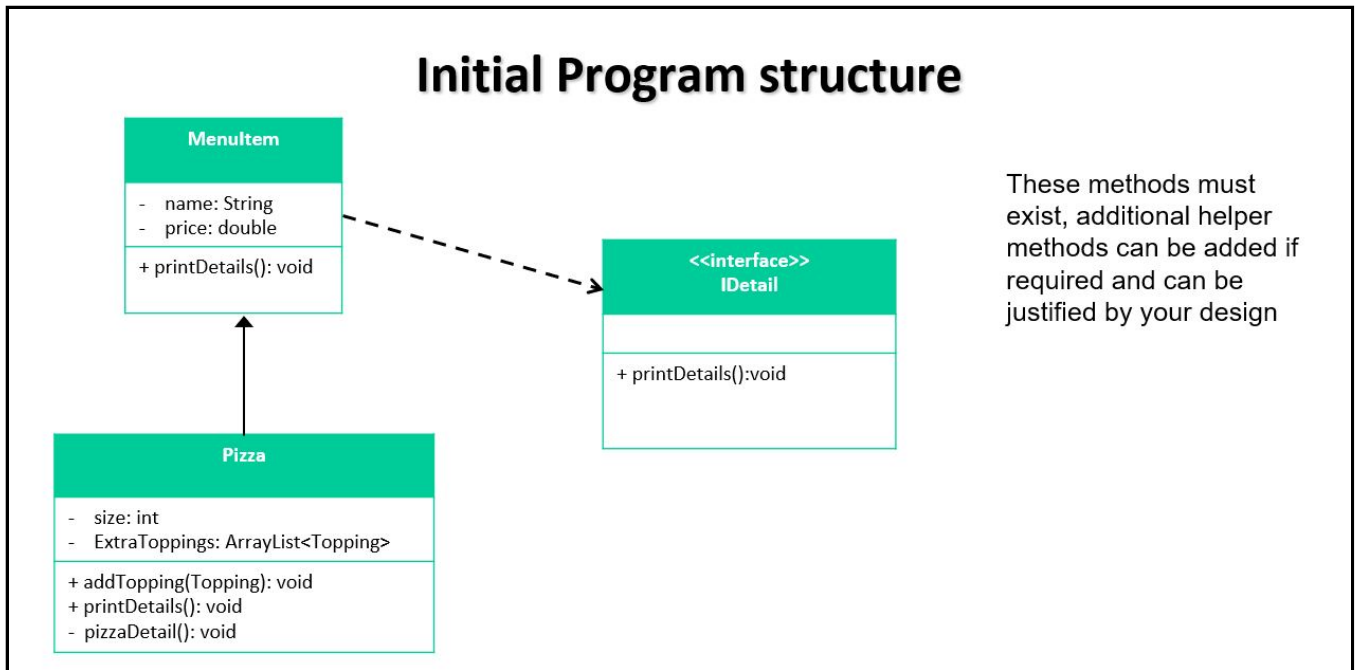 Initial Program structure
MenuItem
- name: String
- price: double
+ printDetails(): void
These methods must
exist, additional helper
methods can be added if
required and can be
justified by your design
<<interface>>
IDetail
+ printDetails():void
Pizza
- size: int
- ExtraToppings: ArrayList<Topping>
+ addTopping(Topping): void
+ printDetails(): void
- pizzaDetail(): void